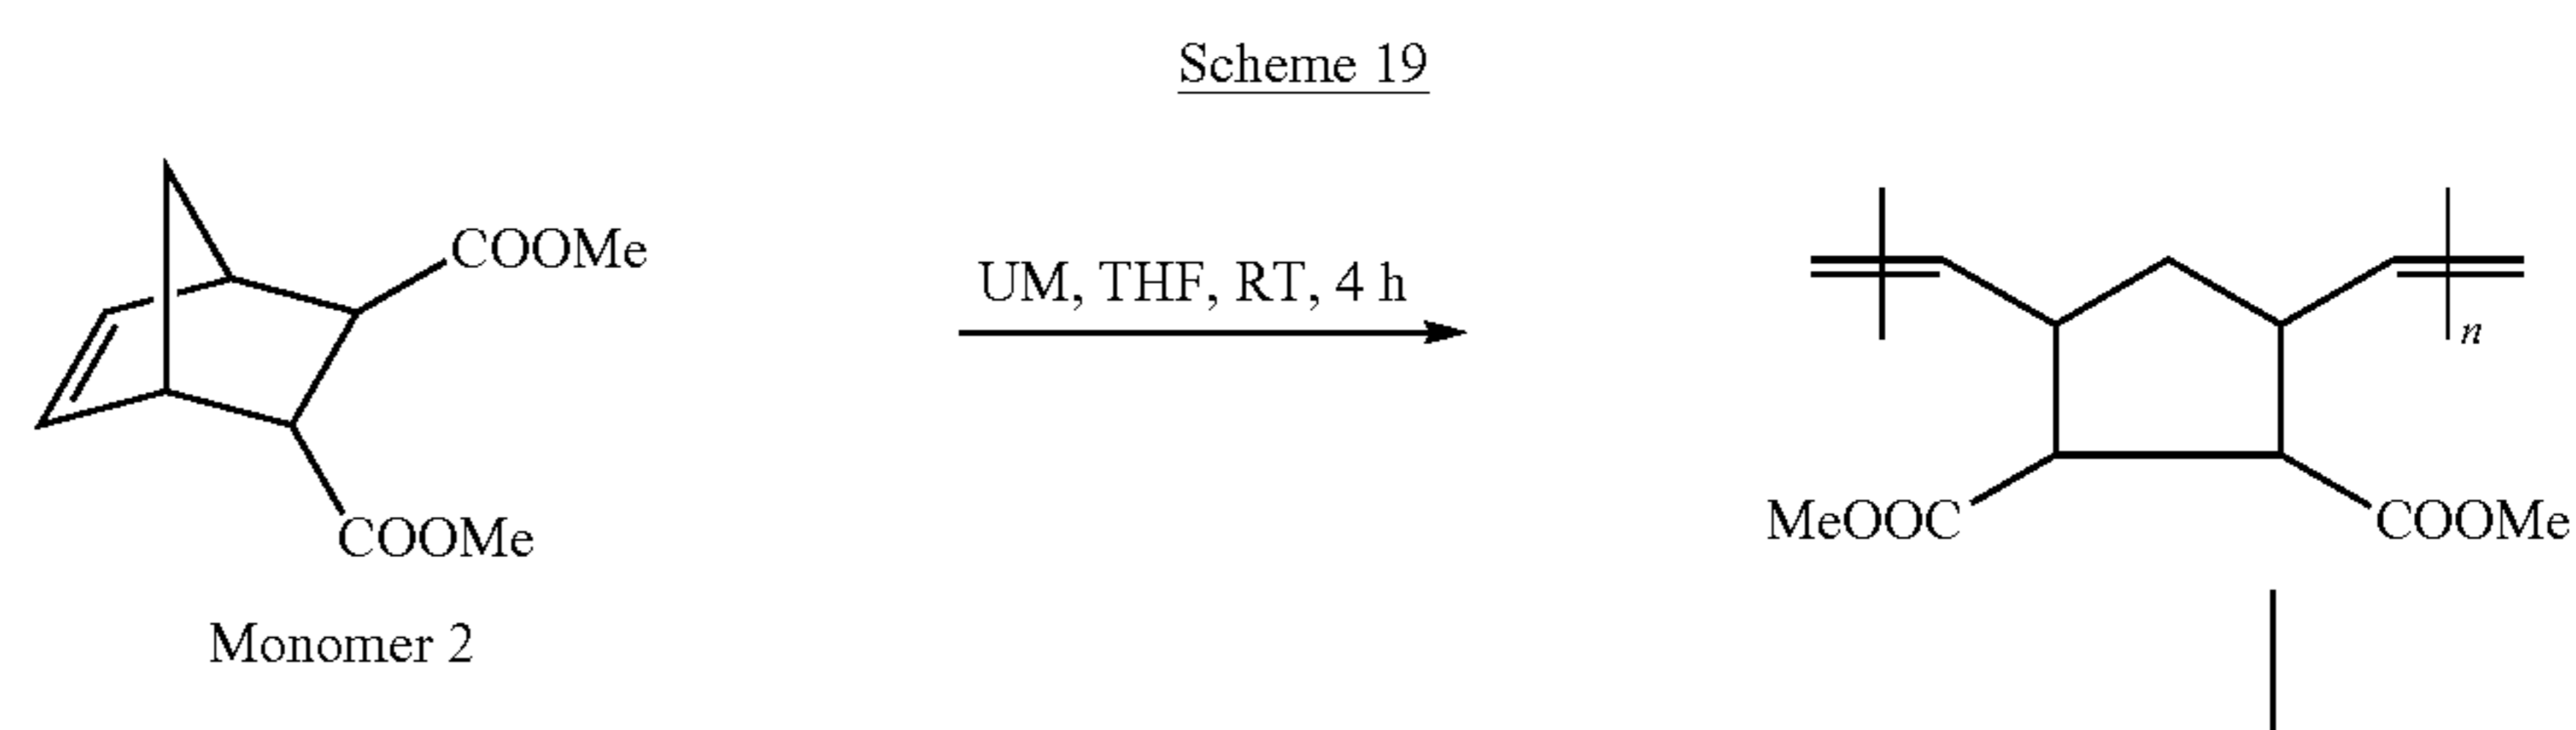 Scheme 19
COOMe
UM, THF, RT, 4 h
n
MeOOC
COOMe
COOMe
Monomer 2